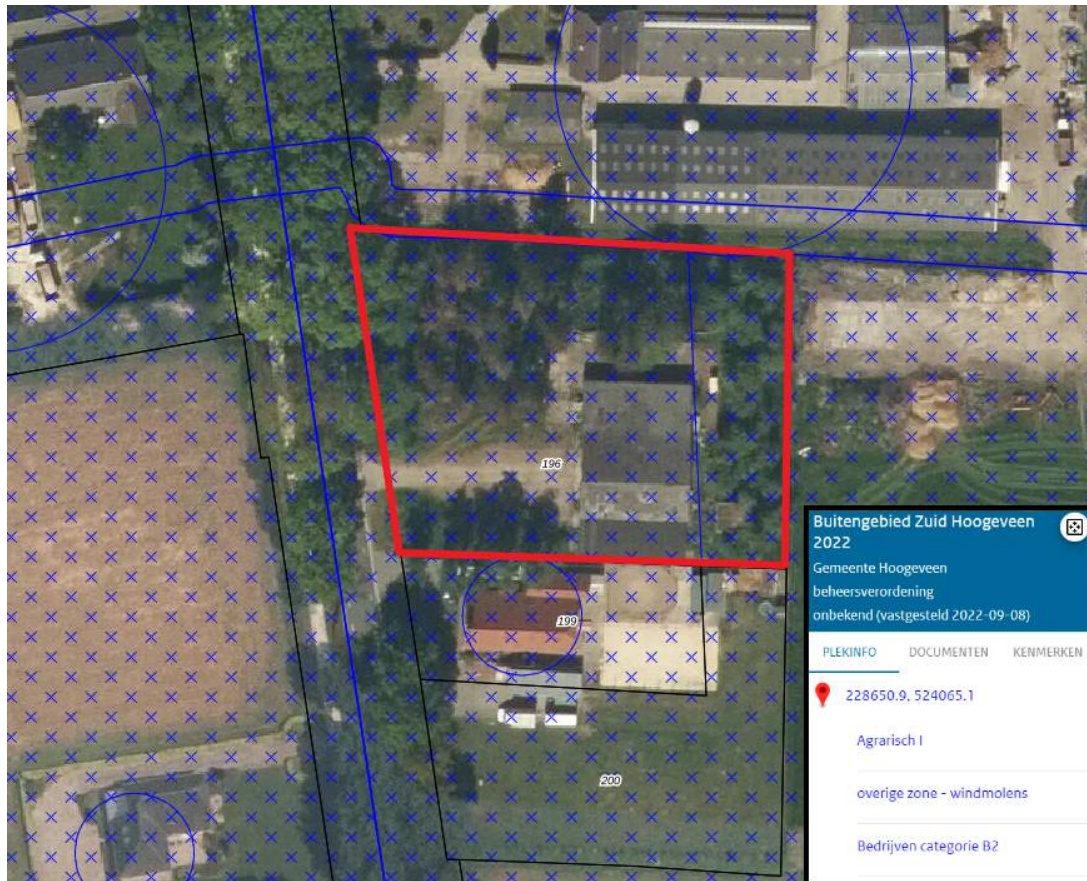 196
199
200
Buitengebied Zuid Hoogeveen
2022
Gemeente Hoogeveen
beheersverordening
onbekend (vastgesteld 2022-09-08)
PLEKINFO DOCUMENTEN KENMERKEN
228650.9, 524065.1
Agrarisch I
overige zone - windmolens
Bedrijven categorie B2